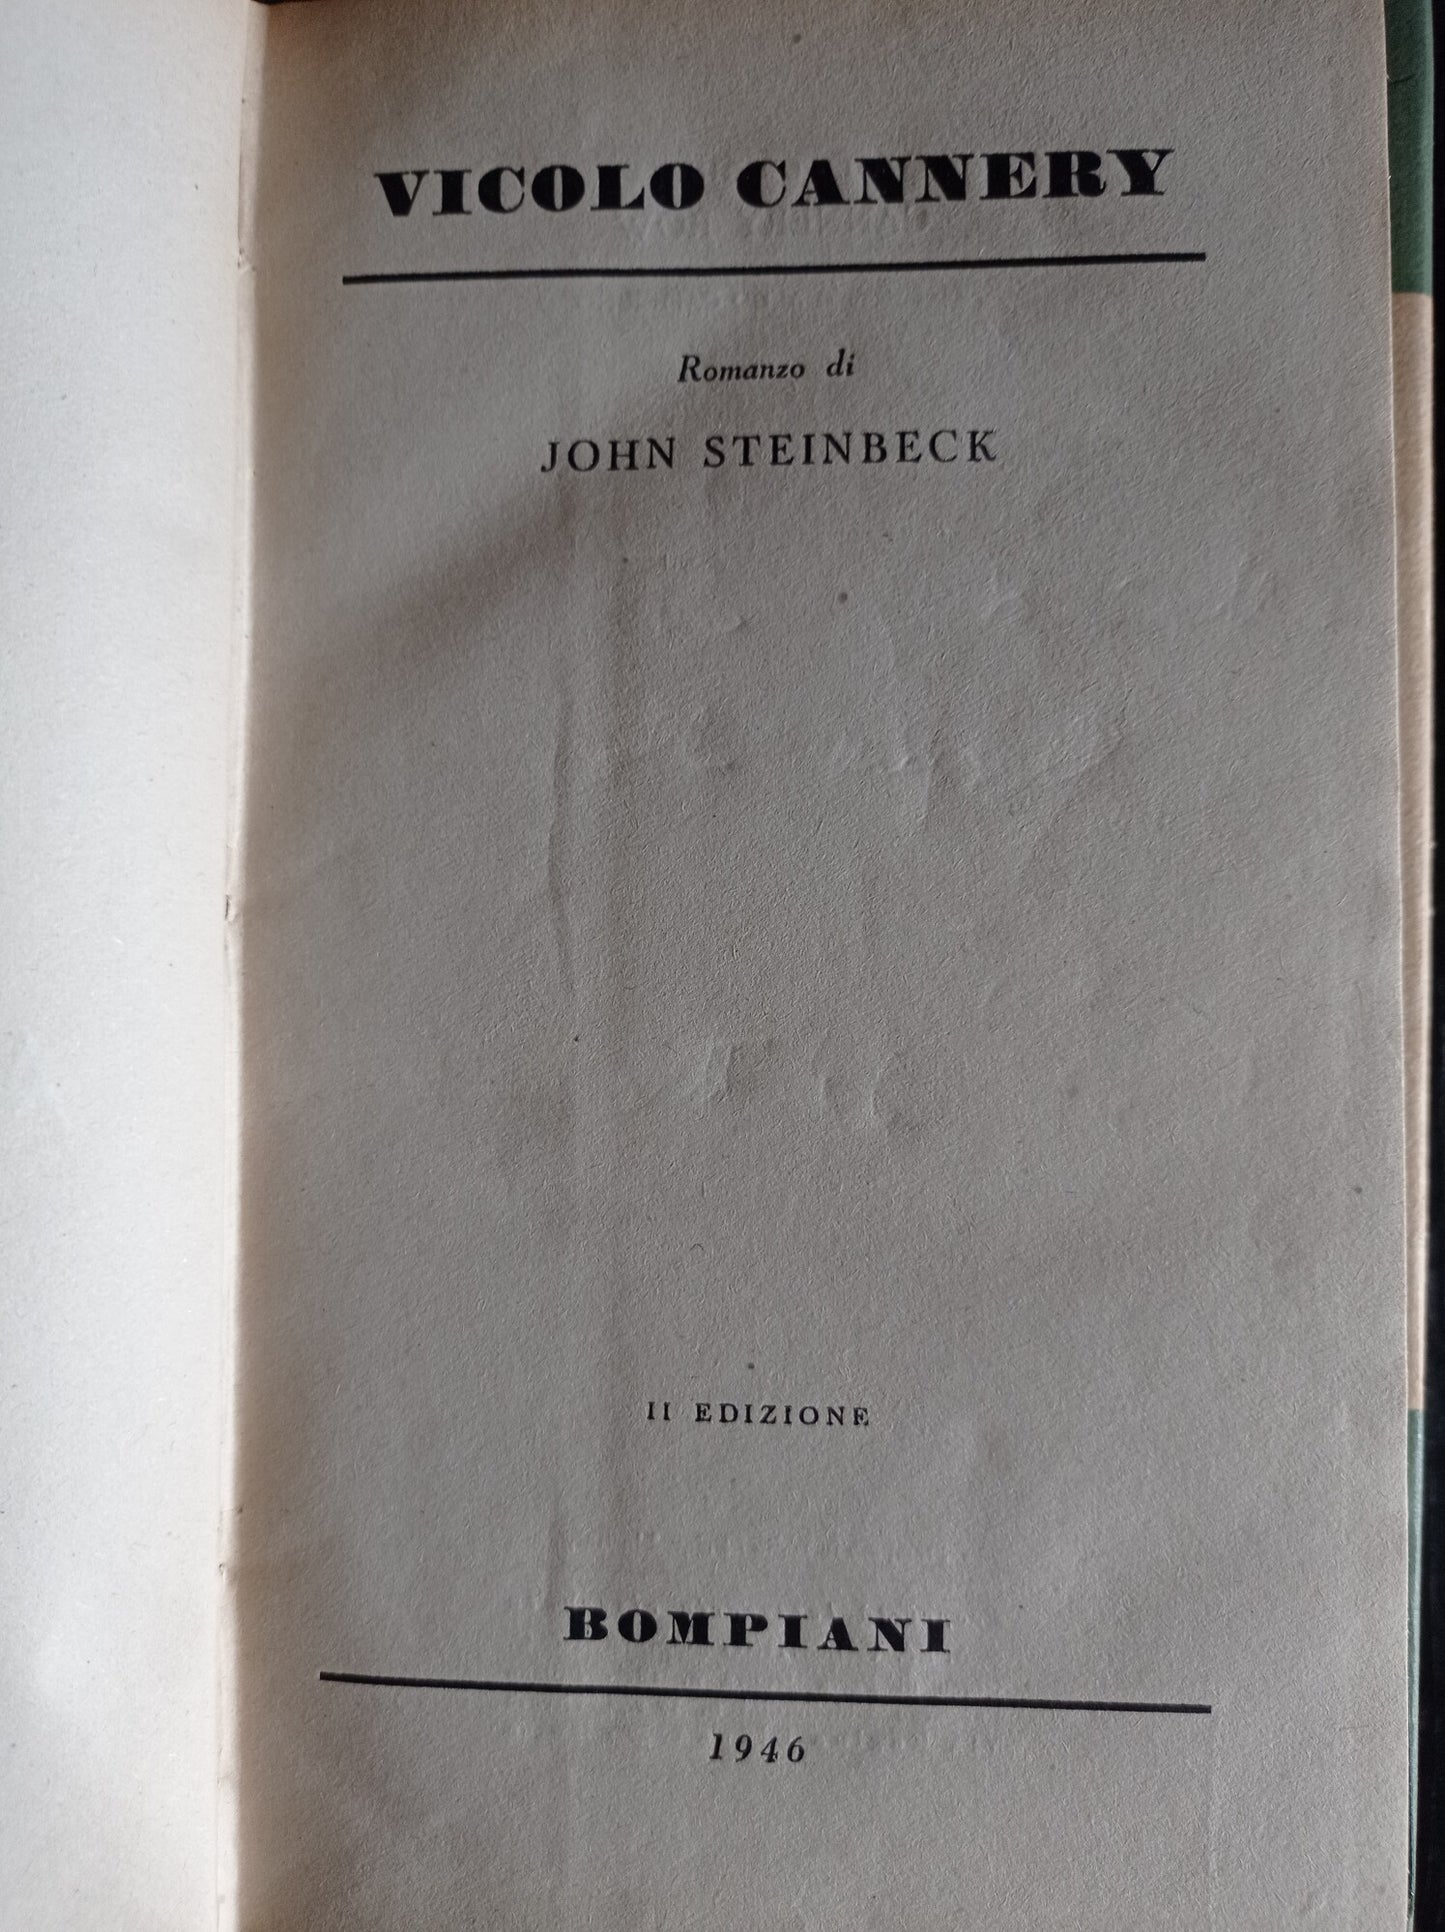 VICOLO CANNERY
Romanzo di
JOHN STEINBECK
II EDIZIONE
BOMPIANI
1946